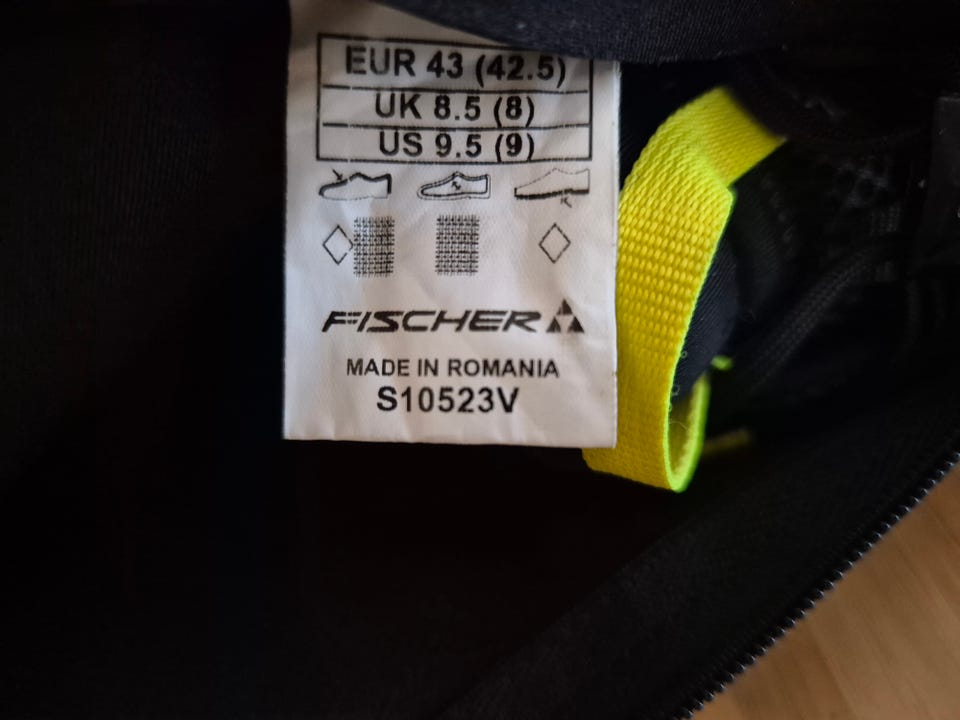 EUR 43 (42.5)
UK 8.5 (8)
US 9.5 (9)
FISCHER
MADE IN ROMANIA
S10523V